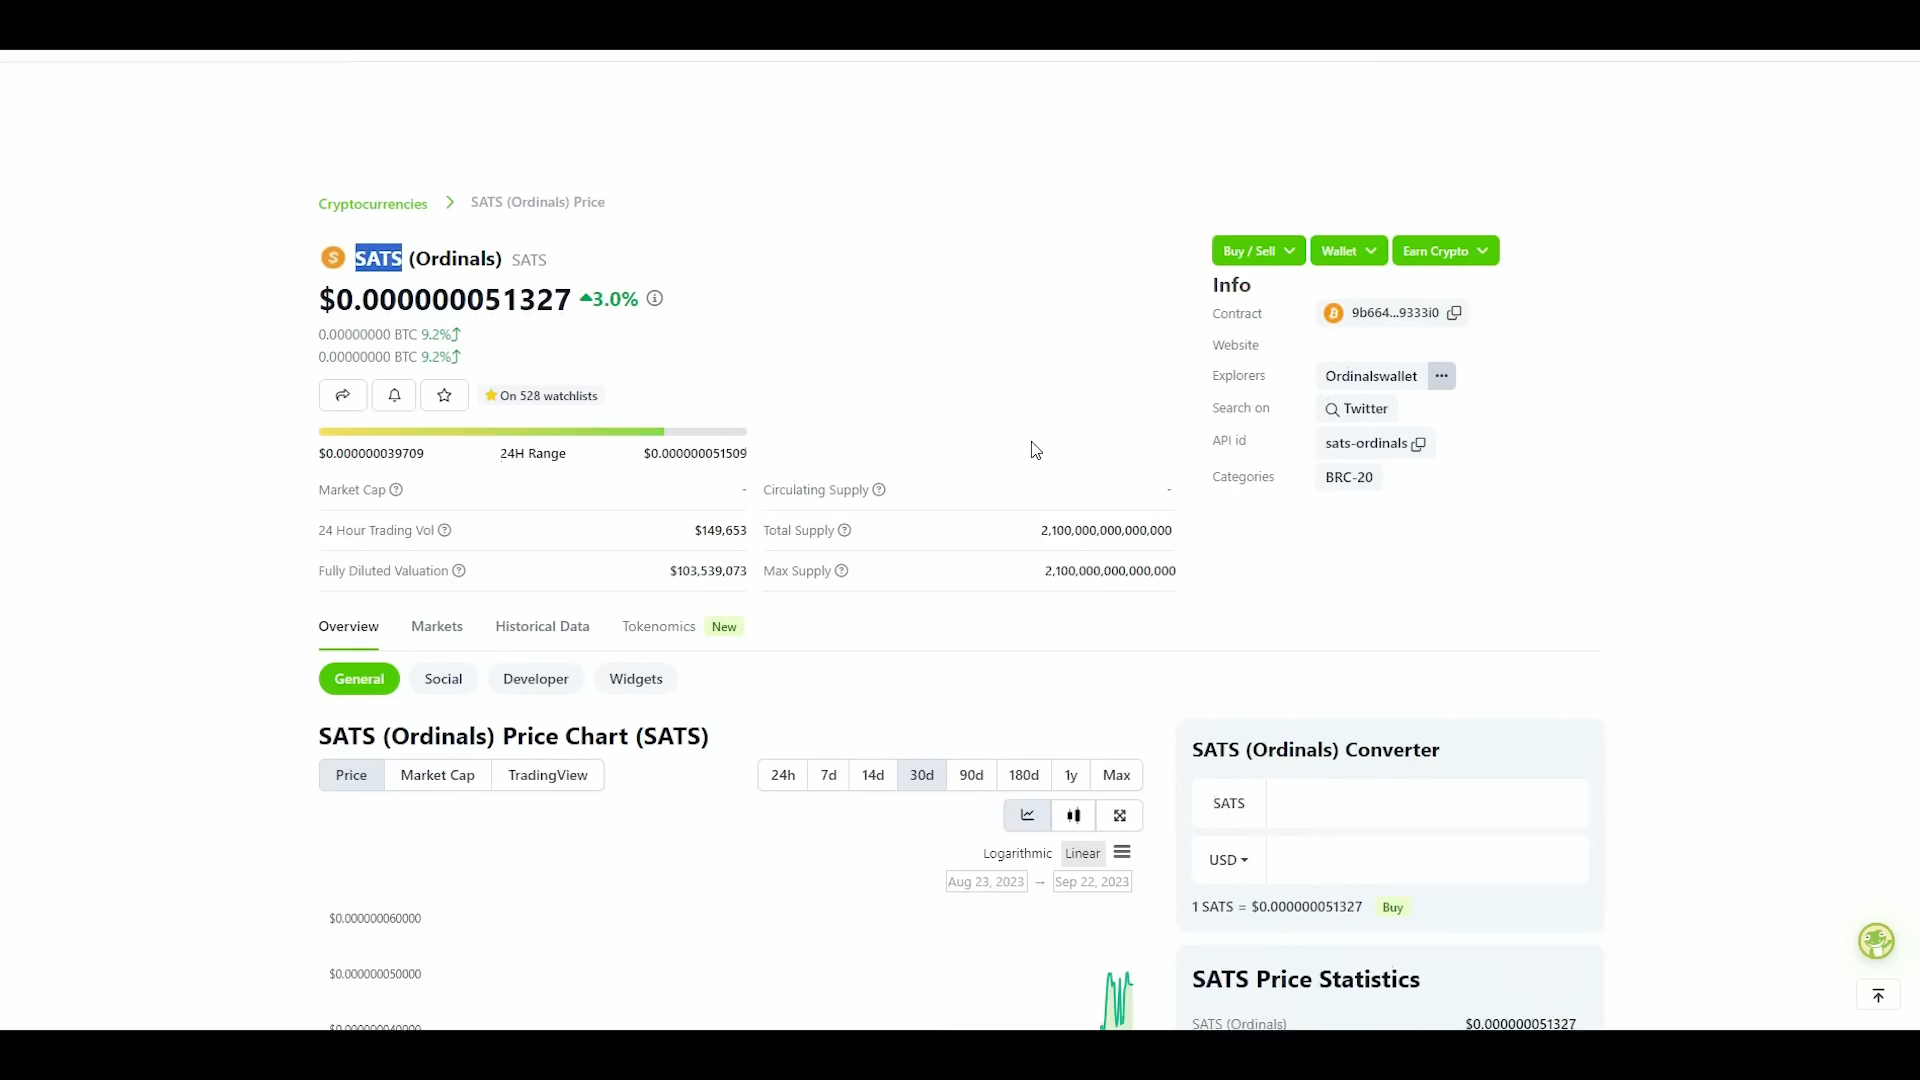 Cryptocurrencies SATS (Ordinals) Price
SATS (Ordinals) SATS
$0.000000051327 3.0%
0.00000000 BTC 9.2%
0.00000000 BTC 9.2%
On 528 watchlists
$0.000000039709 24H Range $0.000000051509
Market Cap -
24 Hour Trading Vol $149,653
Fully Diluted Valuation $103,539,073
Circulating Supply -
Total Supply 2,100,000,000,000,000
Max Supply 2,100,000,000,000,000
Buy / Sell Wallet Earn Crypto
Info
Contract 9b664...9333i0
Website
Explorers Ordinalswallet ...
Search on Twitter
API id sats-ordinals
Categories BRC-20
Overview Markets Historical Data Tokenomics New
General Social Developer Widgets
SATS (Ordinals) Price Chart (SATS)
Price Market Cap TradingView
24h 7d 14d 30d 90d 180d 1y Max
Logarithmic Linear
Aug 23, 2023 → Sep 22, 2023
$0.000000060000
$0.000000050000
$0.000000040000
SATS (Ordinals) Converter
SATS
USD
1 SATS = $0.000000051327 Buy
SATS Price Statistics
SATS (Ordinals) $0.000000051327